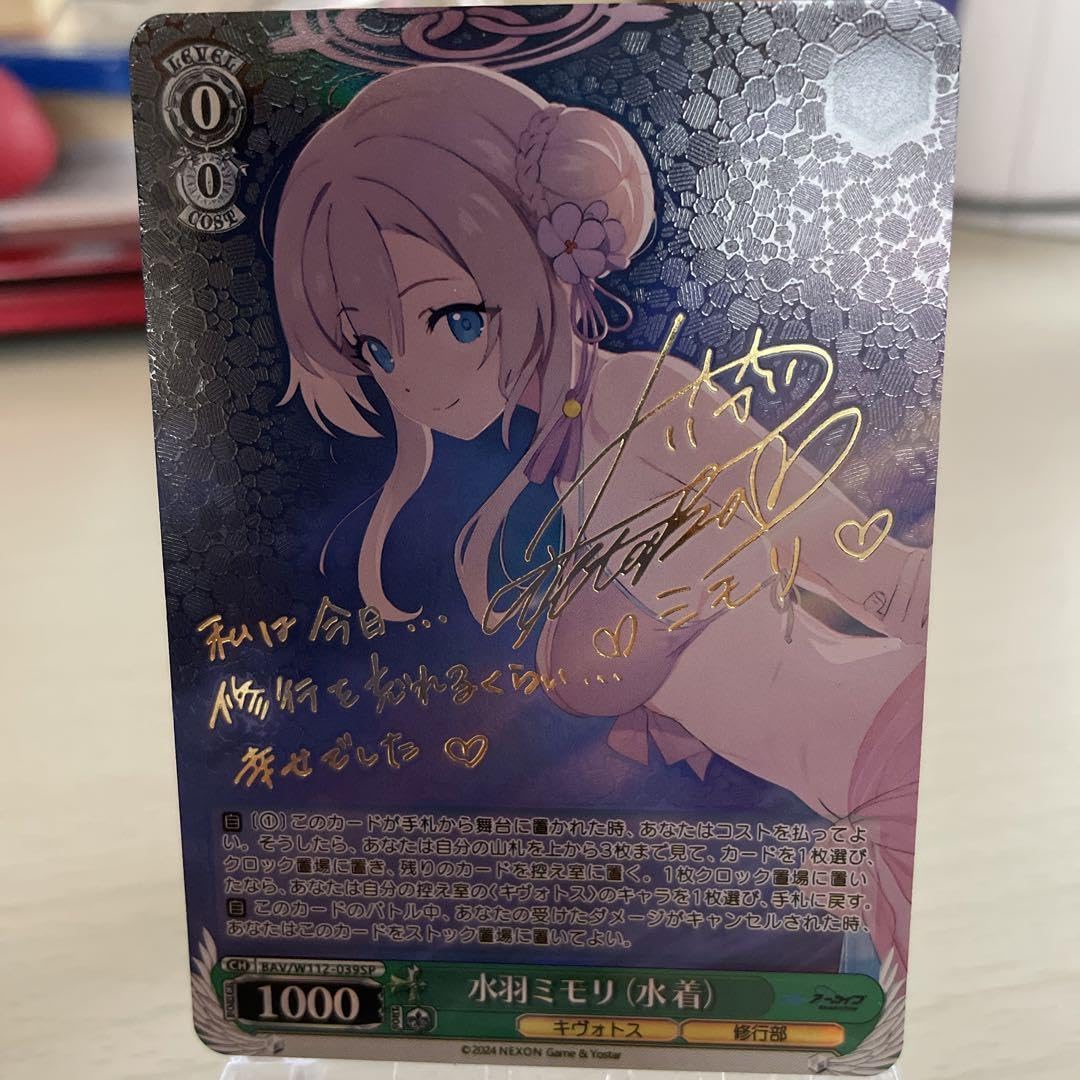 LEVEL
0
0
COST
ミモリ
私は今日...
修行を忘れるくらい...
幸せでした
自 【(①)】このカードが手札から舞台に置かれた時、あなたはコストを払ってよ
い。そうしたら、あなたは自分の山札を上から3枚まで見て、カードを1枚選び、
クロック置場に置き、残りのカードを控え室に置く。1枚クロック置場に置い
たなら、あなたは自分の控え室の《キヴォトス》のキャラを1枚選び、手札に戻す。
自 このカードのバトル中、あなたの受けたダメージがキャンセルされた時、
あなたはこのカードをストック置場に置いてよい。
CH BAV/W112-039SP
POWER 1000 SOUL 水羽ミモリ(水着)
アーカイブ
キヴォトス 修行部
©2024 NEXON Game & Yostar